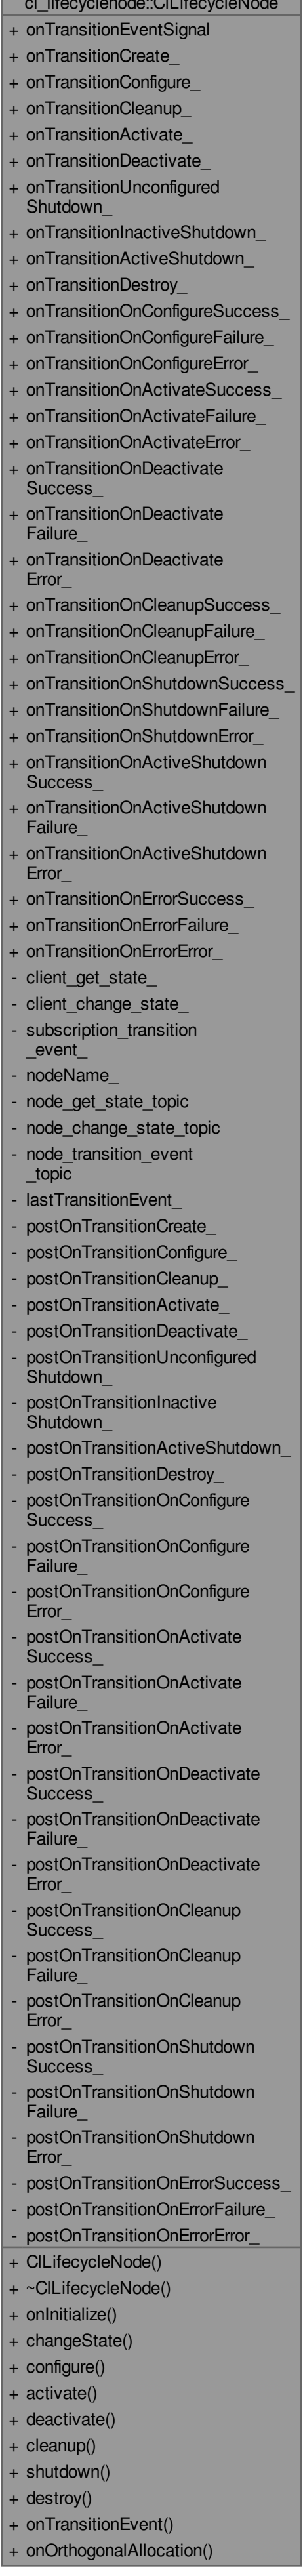 cl_lifecyclenode::ClLifecycleNode
+ onTransitionEventSignal
+ onTransitionCreate_
+ onTransitionConfigure_
+ onTransitionCleanup_
+ onTransitionActivate_
+ onTransitionDeactivate_
+ onTransitionUnconfigured
Shutdown_
+ onTransitionInactiveShutdown_
+ onTransitionActiveShutdown_
+ onTransitionDestroy_
+ onTransitionOnConfigureSuccess_
+ onTransitionOnConfigureFailure_
+ onTransitionOnConfigureError_
+ onTransitionOnActivateSuccess_
+ onTransitionOnActivateFailure_
+ onTransitionOnActivateError_
+ onTransitionOnDeactivate
Success_
+ onTransitionOnDeactivate
Failure_
+ onTransitionOnDeactivate
Error_
+ onTransitionOnCleanupSuccess_
+ onTransitionOnCleanupFailure_
+ onTransitionOnCleanupError_
+ onTransitionOnShutdownSuccess_
+ onTransitionOnShutdownFailure_
+ onTransitionOnShutdownError_
+ onTransitionOnActiveShutdown
Success_
+ onTransitionOnActiveShutdown
Failure_
+ onTransitionOnActiveShutdown
Error_
+ onTransitionOnErrorSuccess_
+ onTransitionOnErrorFailure_
+ onTransitionOnErrorError_
- client_get_state_
- client_change_state_
- subscription_transition
_event_
- nodeName_
- node_get_state_topic
- node_change_state_topic
- node_transition_event
_topic
- lastTransitionEvent_
- postOnTransitionCreate_
- postOnTransitionConfigure_
- postOnTransitionCleanup_
- postOnTransitionActivate_
- postOnTransitionDeactivate_
- postOnTransitionUnconfigured
Shutdown_
- postOnTransitionInactive
Shutdown_
- postOnTransitionActiveShutdown_
- postOnTransitionDestroy_
- postOnTransitionOnConfigure
Success_
- postOnTransitionOnConfigure
Failure_
- postOnTransitionOnConfigure
Error_
- postOnTransitionOnActivate
Success_
- postOnTransitionOnActivate
Failure_
- postOnTransitionOnActivate
Error_
- postOnTransitionOnDeactivate
Success_
- postOnTransitionOnDeactivate
Failure_
- postOnTransitionOnDeactivate
Error_
- postOnTransitionOnCleanup
Success_
- postOnTransitionOnCleanup
Failure_
- postOnTransitionOnCleanup
Error_
- postOnTransitionOnShutdown
Success_
- postOnTransitionOnShutdown
Failure_
- postOnTransitionOnShutdown
Error_
- postOnTransitionOnErrorSuccess_
- postOnTransitionOnErrorFailure_
- postOnTransitionOnErrorError_
+ ClLifecycleNode()
+ ~ClLifecycleNode()
+ onInitialize()
+ changeState()
+ configure()
+ activate()
+ deactivate()
+ cleanup()
+ shutdown()
+ destroy()
+ onTransitionEvent()
+ onOrthogonalAllocation()